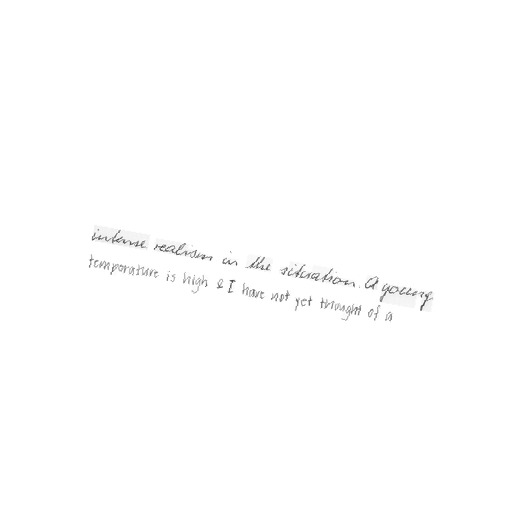 intense realism in the situation. A young
temporature is high & I have not yet thought of a